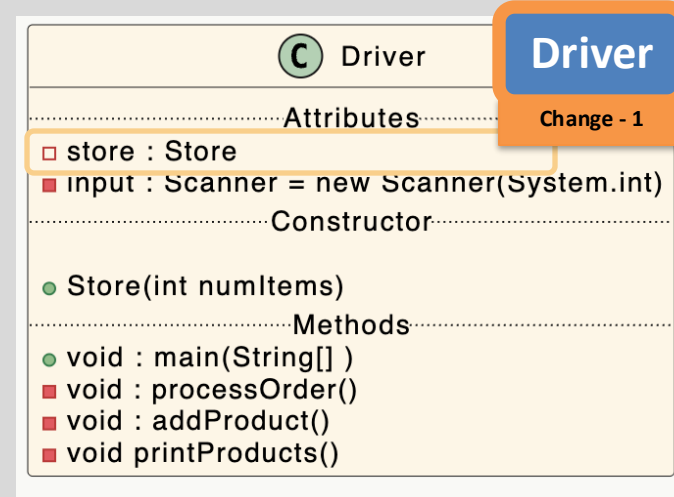 C Driver
Driver
Change - 1
Attributes
store : Store
input : Scanner = new Scanner(System.int)
Constructor
Store(int numItems)
Methods
void : main(String[] )
void : processOrder()
void : addProduct()
void printProducts()